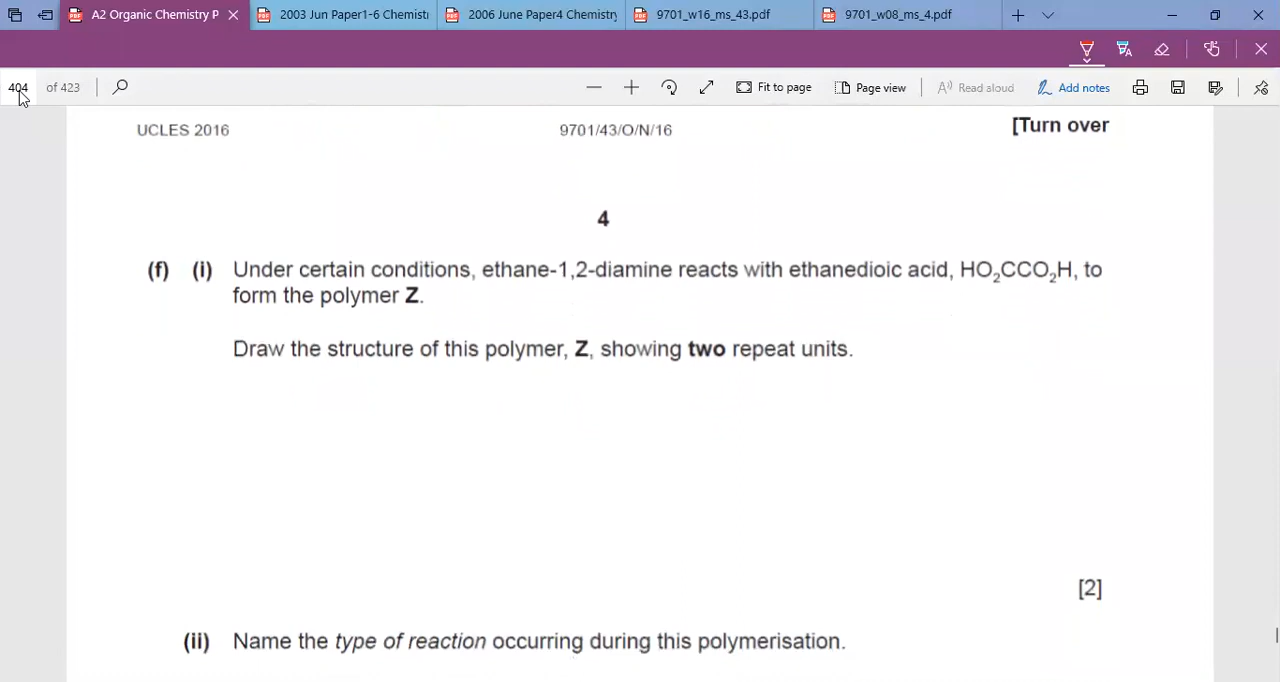 A2 Organic Chemistry P
2003 Jun Paper1-6 Chemist
2006 June Paper4 Chemistry
9701_w16_ms_43.pdf
9701_w08_ms_4.pdf
404 of 423
Fit to page
Page view
Read aloud
Add notes
UCLES 2016 9701/43/O/N/16 [Turn over
4
(f) (i) Under certain conditions, ethane-1,2-diamine reacts with ethanedioic acid, HO₂CCO₂H, to
form the polymer Z.
Draw the structure of this polymer, Z, showing two repeat units.
[2]
(ii) Name the type of reaction occurring during this polymerisation.